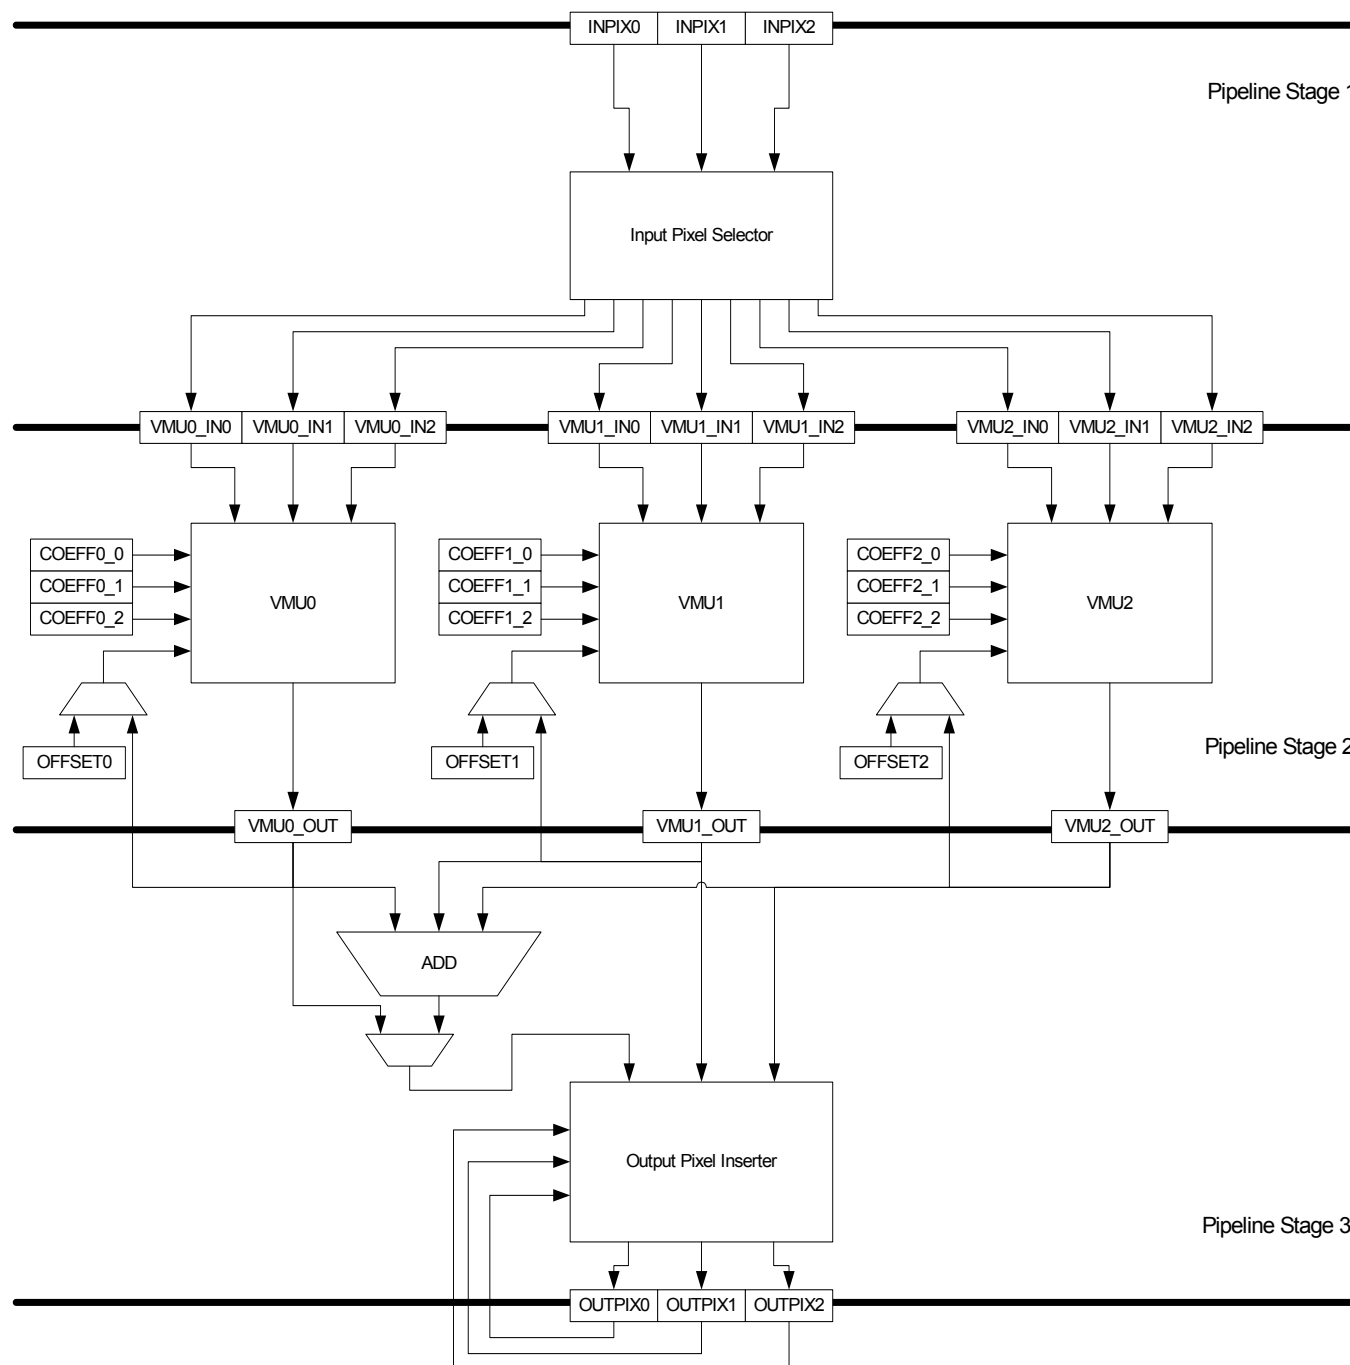 INPIX0 INPIX1 INPIX2
Pipeline Stage 1
Input Pixel Selector
VMU0_IN0 VMU0_IN1 VMU0_IN2 VMU1_IN0 VMU1_IN1 VMU1_IN2 VMU2_IN0 VMU2_IN1 VMU2_IN2
COEFF0_0 COEFF1_0 COEFF2_0
COEFF0_1 COEFF1_1 COEFF2_1
VMU0 VMU1 VMU2
COEFF0_2 COEFF1_2 COEFF2_2
Pipeline Stage 2
OFFSET0 OFFSET1 OFFSET2
VMU0_OUT VMU1_OUT VMU2_OUT
ADD
Output Pixel Inserter
Pipeline Stage 3
OUTPIX0 OUTPIX1 OUTPIX2